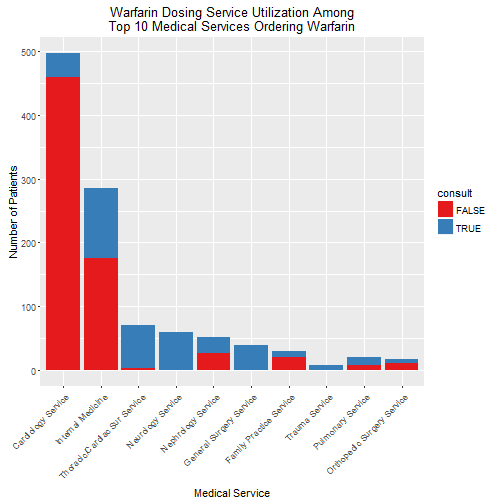 Warfarin Dosing Service Utilization Among
Top 10 Medical Services Ordering Warfarin
Number of Patients
500
400
300
200
100
0
consult
FALSE
TRUE
Cardiology Service
Internal Medicine
Thoracic.Cardiac Sur Service
Neurology Service
Nephrology Service
General Surgery Service
Family Practice Service
Trauma Service
Pulmonary Service
Orthopedic Surgery Service
Medical Service